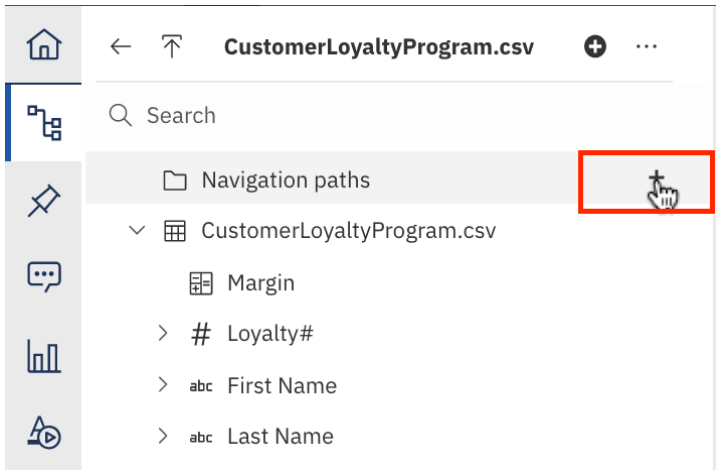 CustomerLoyaltyProgram.csv
Search
Navigation paths
CustomerLoyaltyProgram.csv
Margin
# Loyalty#
abc First Name
abc Last Name